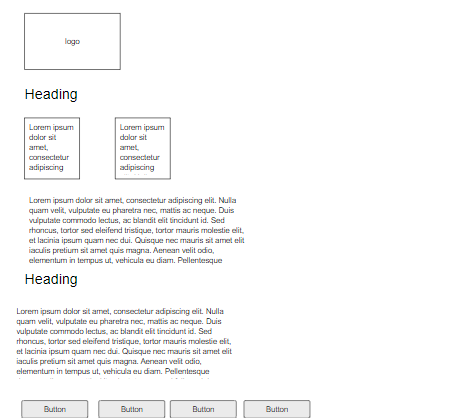 logo
Heading
Lorem ipsum
dolor sit
amet,
consectetur
adipiscing
Lorem ipsum
dolor sit
amet,
consectetur
adipiscing
Lorem ipsum dolor sit amet, consectetur adipiscing elit. Nulla
quam velit, vulputate eu pharetra nec, mattis ac neque. Duis
vulputate commodo lectus, ac blandit elit tincidunt id. Sed
rhoncus, tortor sed eleifend tristique, tortor mauris molestie elit,
et lacinia ipsum quam nec dui. Quisque nec mauris sit amet elit
iaculis pretium sit amet quis magna. Aenean velit odio,
elementum in tempus ut, vehicula eu diam. Pellentesque
Heading
Lorem ipsum dolor sit amet, consectetur adipiscing elit. Nulla
quam velit, vulputate eu pharetra nec, mattis ac neque. Duis
vulputate commodo lectus, ac blandit elit tincidunt id. Sed
rhoncus, tortor sed eleifend tristique, tortor mauris molestie elit,
et lacinia ipsum quam nec dui. Quisque nec mauris sit amet elit
iaculis pretium sit amet quis magna. Aenean velit odio,
elementum in tempus ut, vehicula eu diam. Pellentesque
Button
Button
Button
Button